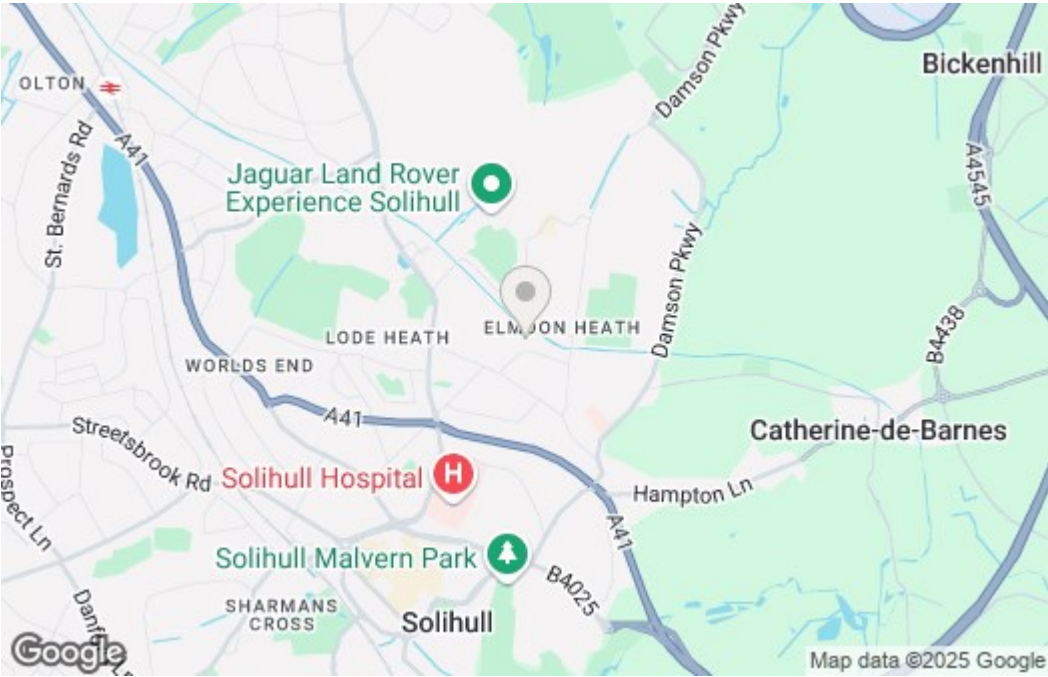 Damson Pkwy
Bickenhill
OLTON
A41
St. Bernards Rd
A4545
Jaguar Land Rover
Experience Solihull
Damson Pkwy
ELMDON HEATH
LODE HEATH
B4438
WORLDS END
A41
Streetsbrook Rd
Catherine-de-Barnes
Prospect Ln
Solihull Hospital
H
Hampton Ln
A41
Solihull Malvern Park
B4025
SHARMANS
CROSS
Solihull
Google
Map data ©2025 Google